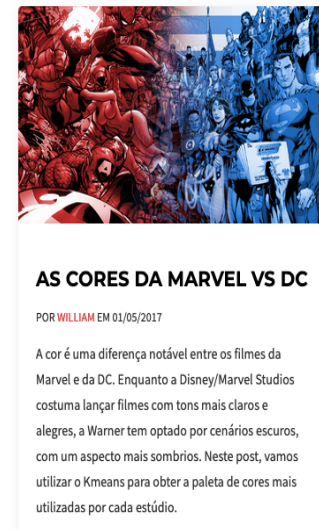 AS CORES DA MARVEL VS DC
POR WILLIAM EM 01/05/2017
A cor é uma diferença notável entre os filmes da
Marvel e da DC. Enquanto a Disney/Marvel Studios
costuma lançar filmes com tons mais claros e
alegres, a Warner tem optado por cenários escuros,
com um aspecto mais sombrios. Neste post, vamos
utilizar o Kmeans para obter a paleta de cores mais
utilizadas por cada estúdio.